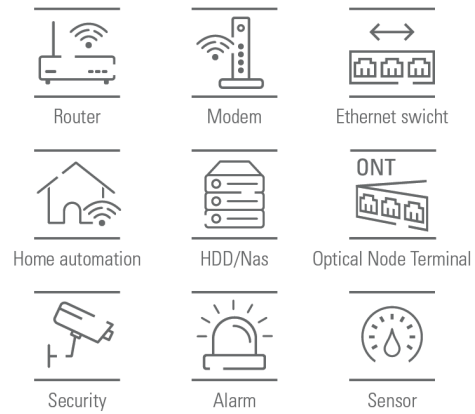 Router
Modem
Ethernet swicht
Home automation
HDD/Nas
ONT
Optical Node Terminal
Security
Alarm
Sensor